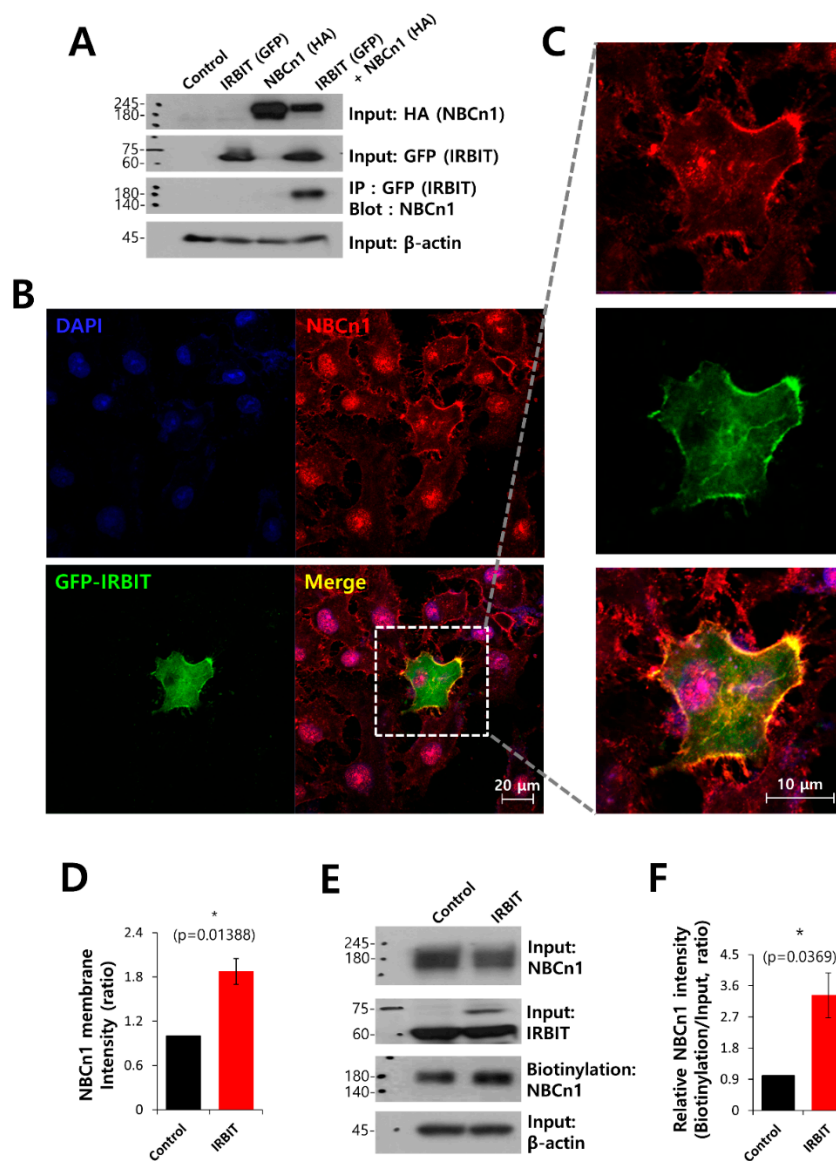 A
Control
IRBIT (GFP)
NBCn1 (HA)
IRBIT (GFP)
+ NBCn1 (HA)
245-
180-
Input: HA (NBCn1)
75-
60-
Input: GFP (IRBIT)
180-
140-
IP : GFP (IRBIT)
Blot : NBCn1
45-
Input: β-actin
B
DAPI
NBCn1
GFP-IRBIT
Merge
20 μm
C
10 μm
D
NBCn1 membrane
Intensity (ratio)
2.4
1.8
1.2
0.6
0
*
(p=0.01388)
Control
IRBIT
E
Control
IRBIT
245-
180-
Input:
NBCn1
75-
60-
Input:
IRBIT
180-
140-
Biotinylation:
NBCn1
45-
Input:
β-actin
F
Relative NBCn1 intensity
(Biotinylation/Input, ratio)
4.5
3.6
2.7
1.8
0.9
0
*
(p=0.0369)
Control
IRBIT